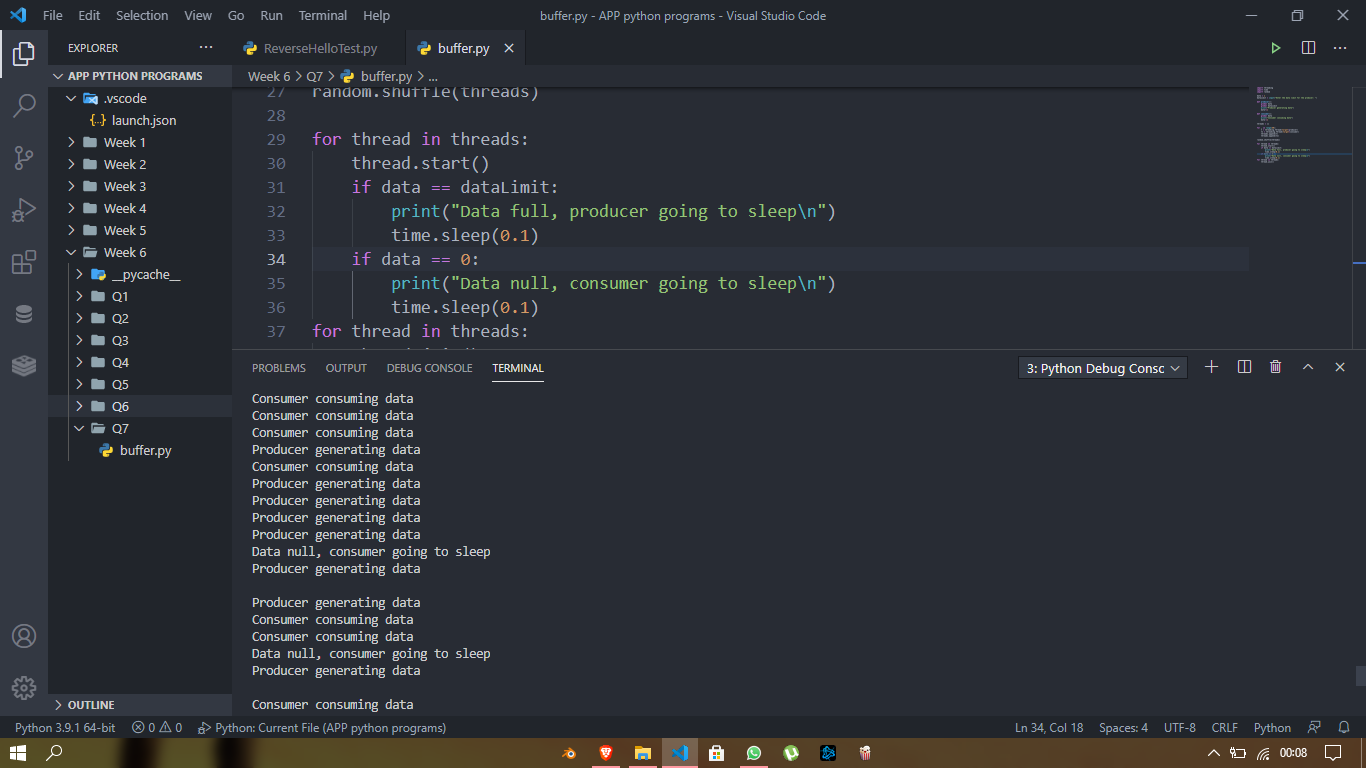 File Edit Selection View Go Run Terminal Help buffer.py - APP python programs - Visual Studio Code
EXPLORER
APP PYTHON PROGRAMS
.vscode
launch.json
Week 1
Week 2
Week 3
Week 4
Week 5
Week 6
__pycache__
Q1
Q2
Q3
Q4
Q5
Q6
Q7
buffer.py
OUTLINE
ReverseHelloTest.py buffer.py
Week 6 > Q7 > buffer.py > ...
27 random.shuffle(threads)
28
29 for thread in threads:
30 thread.start()
31 if data == dataLimit:
32 print("Data full, producer going to sleep\n")
33 time.sleep(0.1)
34 if data == 0:
35 print("Data null, consumer going to sleep\n")
36 time.sleep(0.1)
37 for thread in threads:
PROBLEMS OUTPUT DEBUG CONSOLE TERMINAL 3: Python Debug Consc
Consumer consuming data
Consumer consuming data
Consumer consuming data
Producer generating data
Consumer consuming data
Producer generating data
Producer generating data
Producer generating data
Producer generating data
Data null, consumer going to sleep
Producer generating data
Producer generating data
Consumer consuming data
Consumer consuming data
Data null, consumer going to sleep
Producer generating data
Consumer consuming data
Python 3.9.1 64-bit 0 0 Python: Current File (APP python programs) Ln 34, Col 18 Spaces: 4 UTF-8 CRLF Python
00:08